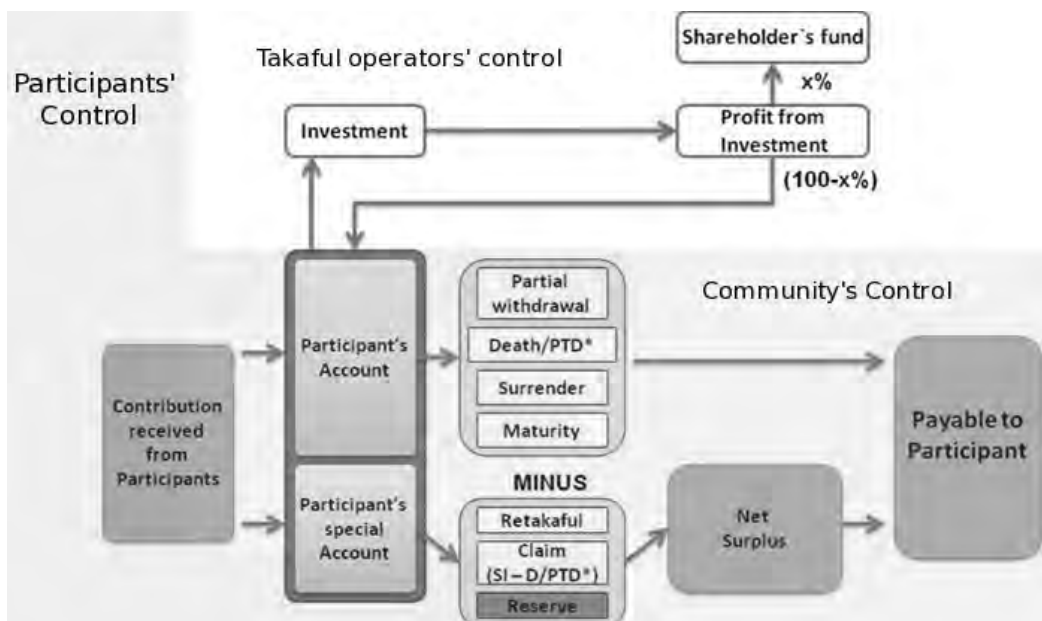 Shareholder`s fund
Takaful operators' control
x%
Participants'
Control
Investment
Profit from
Investment
(100-x%)
Partial
withdrawal
Community's Control
Death/PTD*
Participant's
Account
Surrender
Maturity
Contribution
received
from
Participants
Payable to
Participant
MINUS
Participant's
special
Account
Retakaful
Claim
(SI – D/PTD*)
Reserve
Net
Surplus